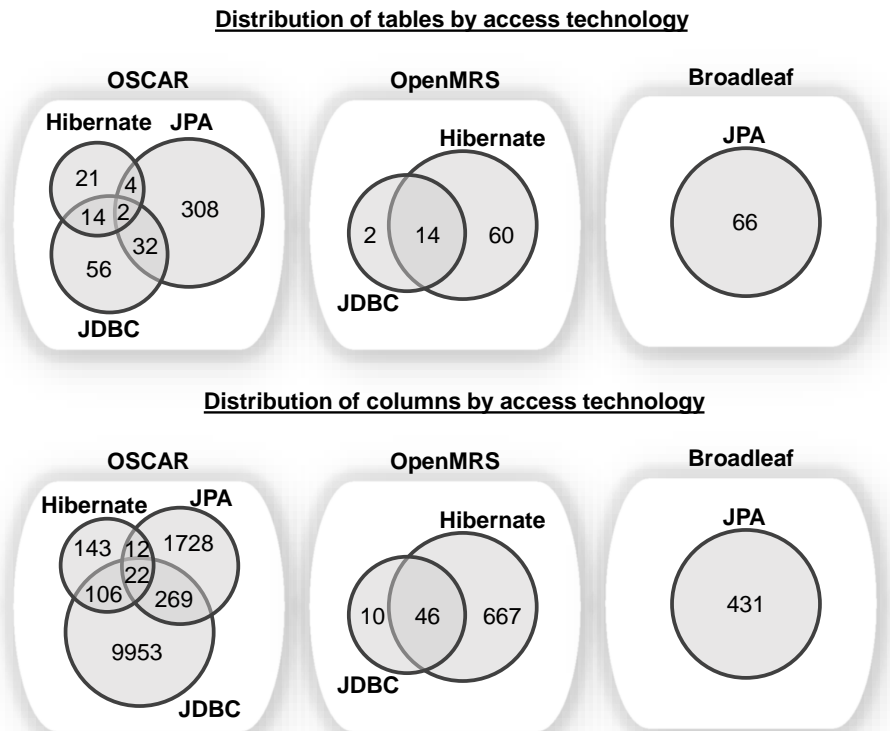 Distribution of tables by access technology
OSCAR
OpenMRS
Broadleaf
Hibernate JPA
21
4
308
14
2
32
56
JDBC
Hibernate
2
14
60
JDBC
JPA
66
Distribution of columns by access technology
OSCAR
OpenMRS
Broadleaf
Hibernate
JPA
143
12
1728
22
106
269
9953
JDBC
Hibernate
10
46
667
JDBC
JPA
431